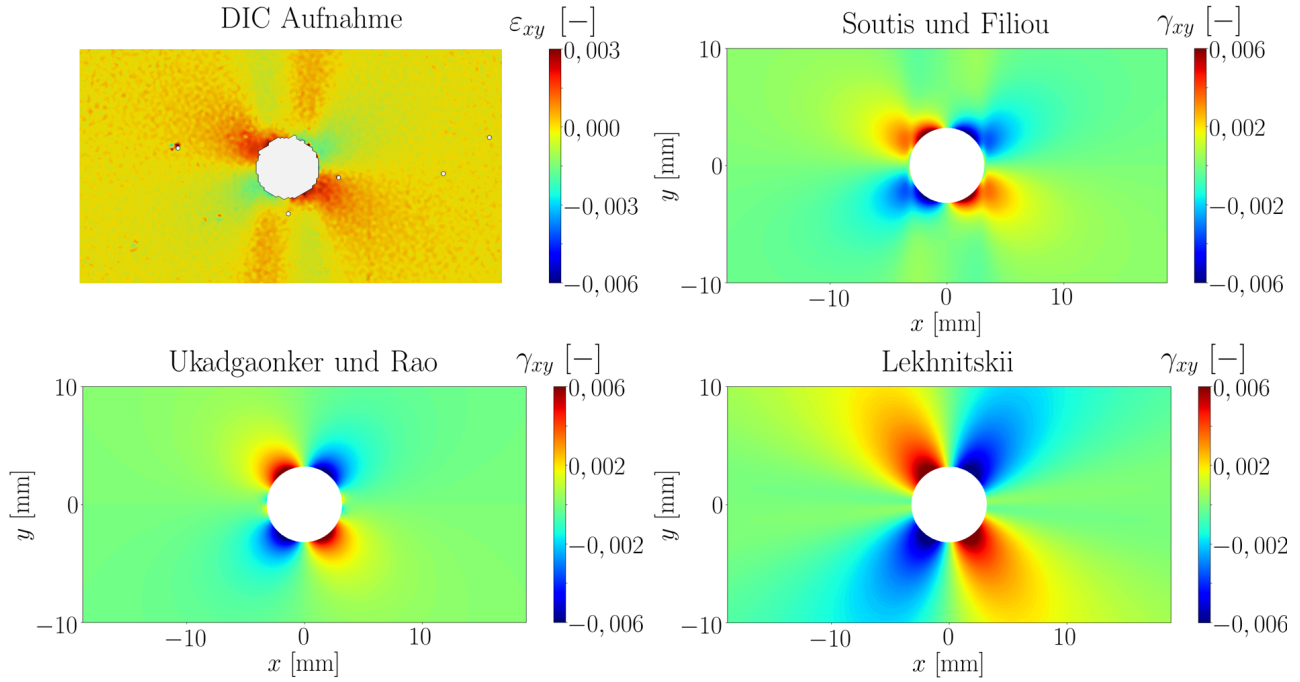 DIC Aufnahme
ε_xy [−]
0,003
0,000
−0,003
−0,006
Soutis und Filiou
γ_xy [−]
10
0
−10
y [mm]
−10 0 10
x [mm]
0,006
0,002
−0,002
−0,006
Ukadgaonker und Rao
γ_xy [−]
10
0
−10
y [mm]
−10 0 10
x [mm]
0,006
0,002
−0,002
−0,006
Lekhnitskii
γ_xy [−]
10
0
−10
y [mm]
−10 0 10
x [mm]
0,006
0,002
−0,002
−0,006